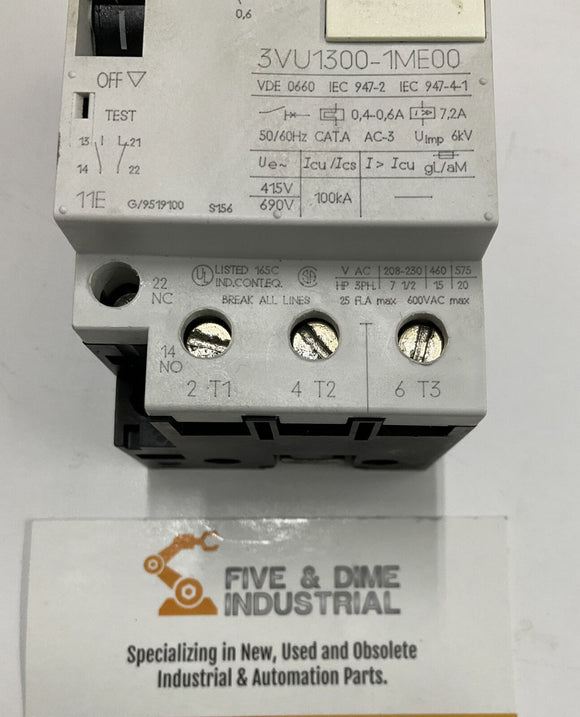 0,6
3VU1300-1ME00
OFF ▽
VDE 0660 IEC 947-2 IEC 947-4-1
TEST
0,4-0,6A I> 7,2A
13 21
50/60Hz CAT.A AC-3 Uimp 6kV
14 22
Ue~ Icu/Ics I > Icu gL/aM
415V
690V 100kA
11E G/9519100 S156
UL LISTED 165C
IND.CONT.EQ.
BREAK ALL LINES
V AC 208-230 460 575
HP 3PH. 7 1/2 15 20
25 FLA max 600VAC max
22
NC
14
NO
2 T1 4 T2 6 T3
FIVE & DIME
INDUSTRIAL
Specializing in New, Used and Obsolete
Industrial & Automation Parts.